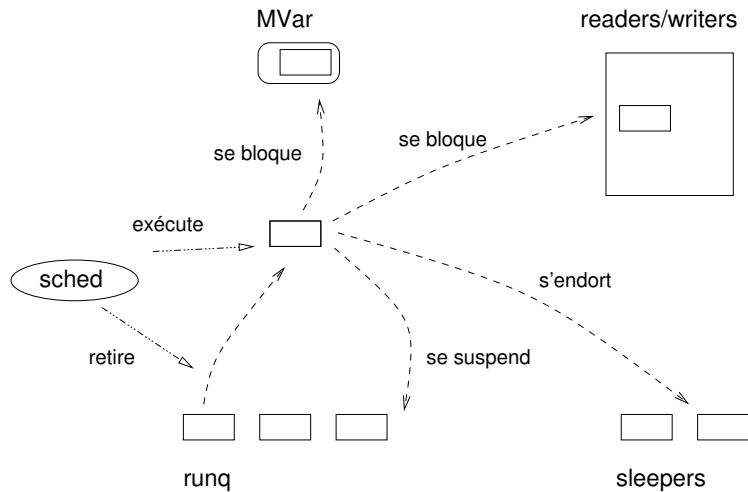 MVar
readers/writers
se bloque
se bloque
exécute
sched
s'endort
retire
se suspend
runq
sleepers